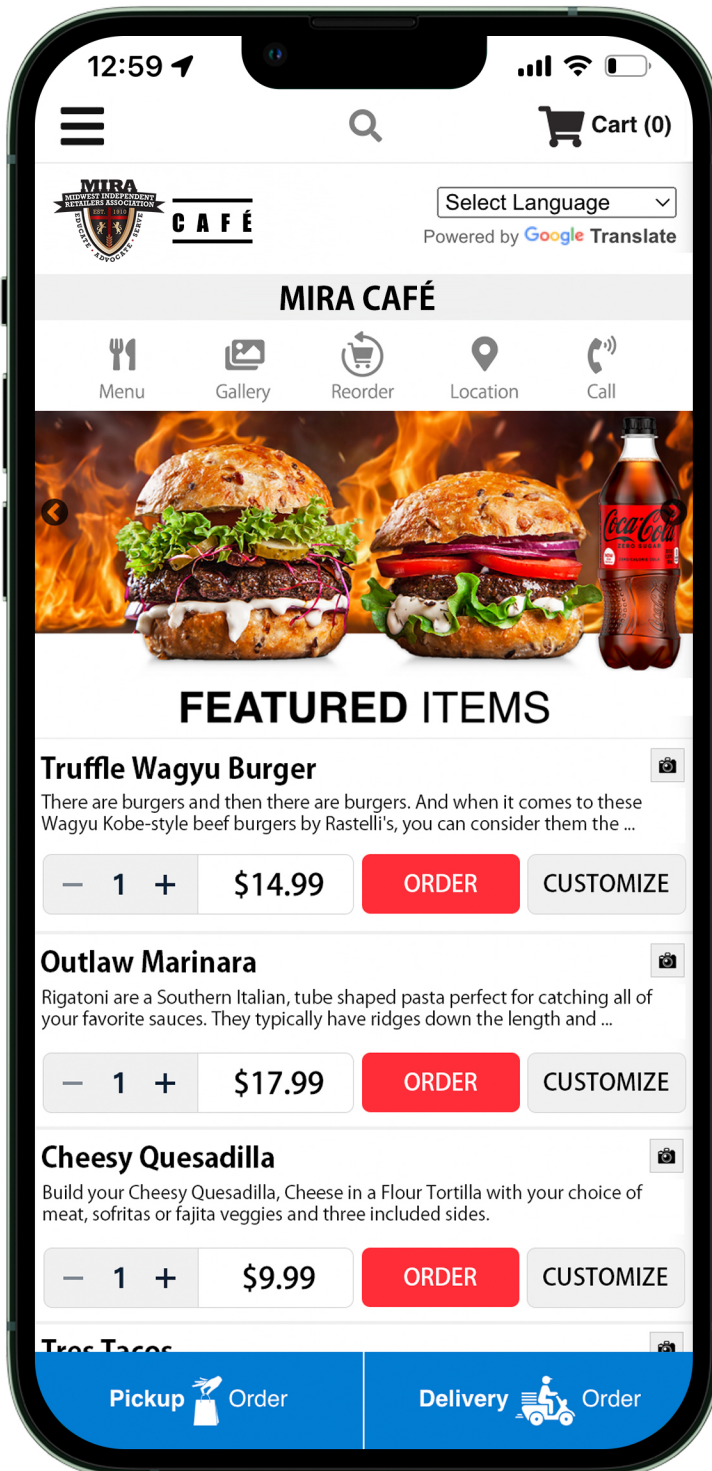 12:59
Cart (0)
MIRA
MIDWEST INDEPENDENT
RETAILERS ASSOCIATION
EST. 1910
EDUCATE • ADVOCATE • SERVE
CAFÉ
Select Language
Powered by Google Translate
MIRA CAFÉ
Menu
Gallery
Reorder
Location
Call
Coca-Cola
ZERO SUGAR
FEATURED ITEMS
Truffle Wagyu Burger
There are burgers and then there are burgers. And when it comes to these
Wagyu Kobe-style beef burgers by Rastelli's, you can consider them the ...
1 $14.99 ORDER CUSTOMIZE
Outlaw Marinara
Rigatoni are a Southern Italian, tube shaped pasta perfect for catching all of
your favorite sauces. They typically have ridges down the length and ...
1 $17.99 ORDER CUSTOMIZE
Cheesy Quesadilla
Build your Cheesy Quesadilla, Cheese in a Flour Tortilla with your choice of
meat, sofritas or fajita veggies and three included sides.
1 $9.99 ORDER CUSTOMIZE
Tres Tacos
Pickup Order
Delivery Order